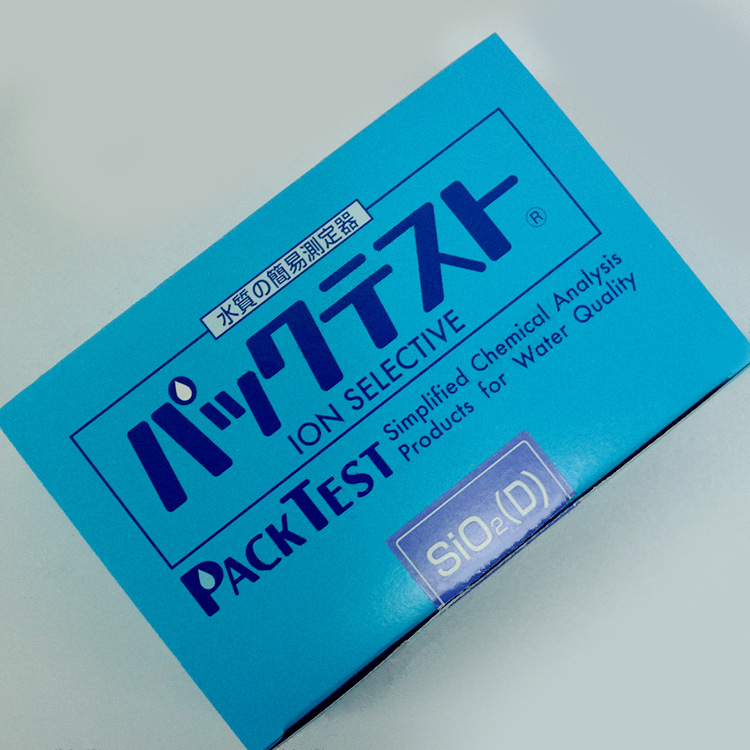 水質の簡易測定器
パックテスト®
ION SELECTIVE
PACKTEST
Simplified Chemical Analysis
Products for Water Quality
SiO₂(D)